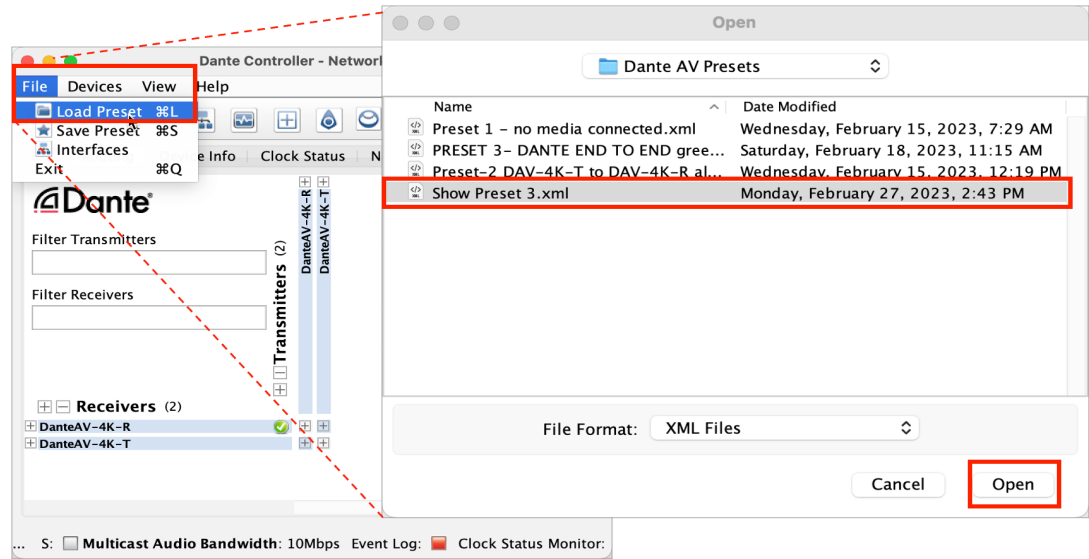 Open
Dante AV Presets
Name
Date Modified
Preset 1 – no media connected.xml Wednesday, February 15, 2023, 7:29 AM
PRESET 3– DANTE END TO END gree... Saturday, February 18, 2023, 11:15 AM
Preset–2 DAV–4K–T to DAV–4K–R al... Wednesday, February 15, 2023, 12:19 PM
Show Preset 3.xml Monday, February 27, 2023, 2:43 PM
File Format: XML Files
Cancel
Open
Dante Controller – Networ
File Devices View Help
Load Preset ⌘L
Save Preset ⌘S
Interfaces
Exit ⌘Q
e Info
Clock Status
N
Dante
Filter Transmitters
Filter Receivers
Transmitters (2)
DanteAV–4K–R
DanteAV–4K–T
Receivers (2)
DanteAV–4K–R
DanteAV–4K–T
... S: Multicast Audio Bandwidth: 10Mbps Event Log: Clock Status Monitor: